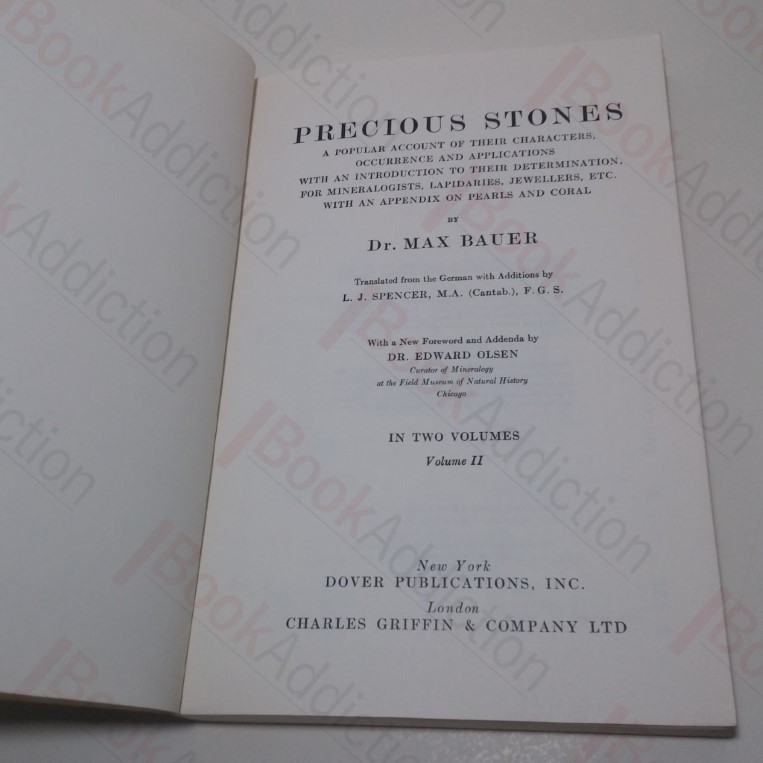 PRECIOUS STONES
A POPULAR ACCOUNT OF THEIR CHARACTERS,
OCCURRENCE AND APPLICATIONS
WITH AN INTRODUCTION TO THEIR DETERMINATION,
FOR MINERALOGISTS, LAPIDARIES, JEWELLERS, ETC.
WITH AN APPENDIX ON PEARLS AND CORAL
BY
Dr. MAX BAUER
Translated from the German with Additions by
L. J. SPENCER, M.A. (Cantab.), F. G. S.
With a New Foreword and Addenda by
DR. EDWARD OLSEN
Curator of Mineralogy
at the Field Museum of Natural History
Chicago
IN TWO VOLUMES
Volume II
New York
DOVER PUBLICATIONS, INC.
London
CHARLES GRIFFIN & COMPANY LTD
BookAddiction